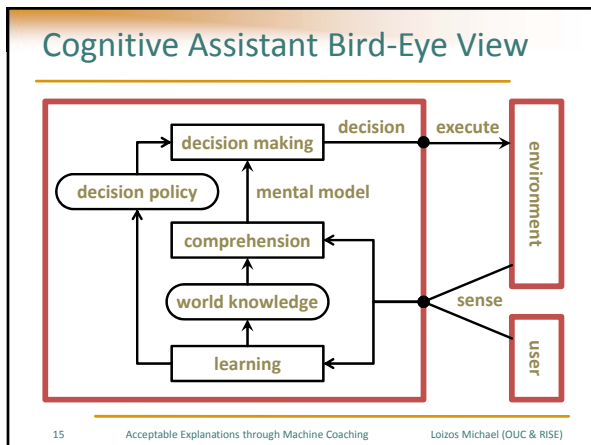 Cognitive Assistant Bird-Eye View
decision making
decision
execute
environment
decision policy
mental model
comprehension
world knowledge
sense
learning
user
15 Acceptable Explanations through Machine Coaching Loizos Michael (OUC & RISE)